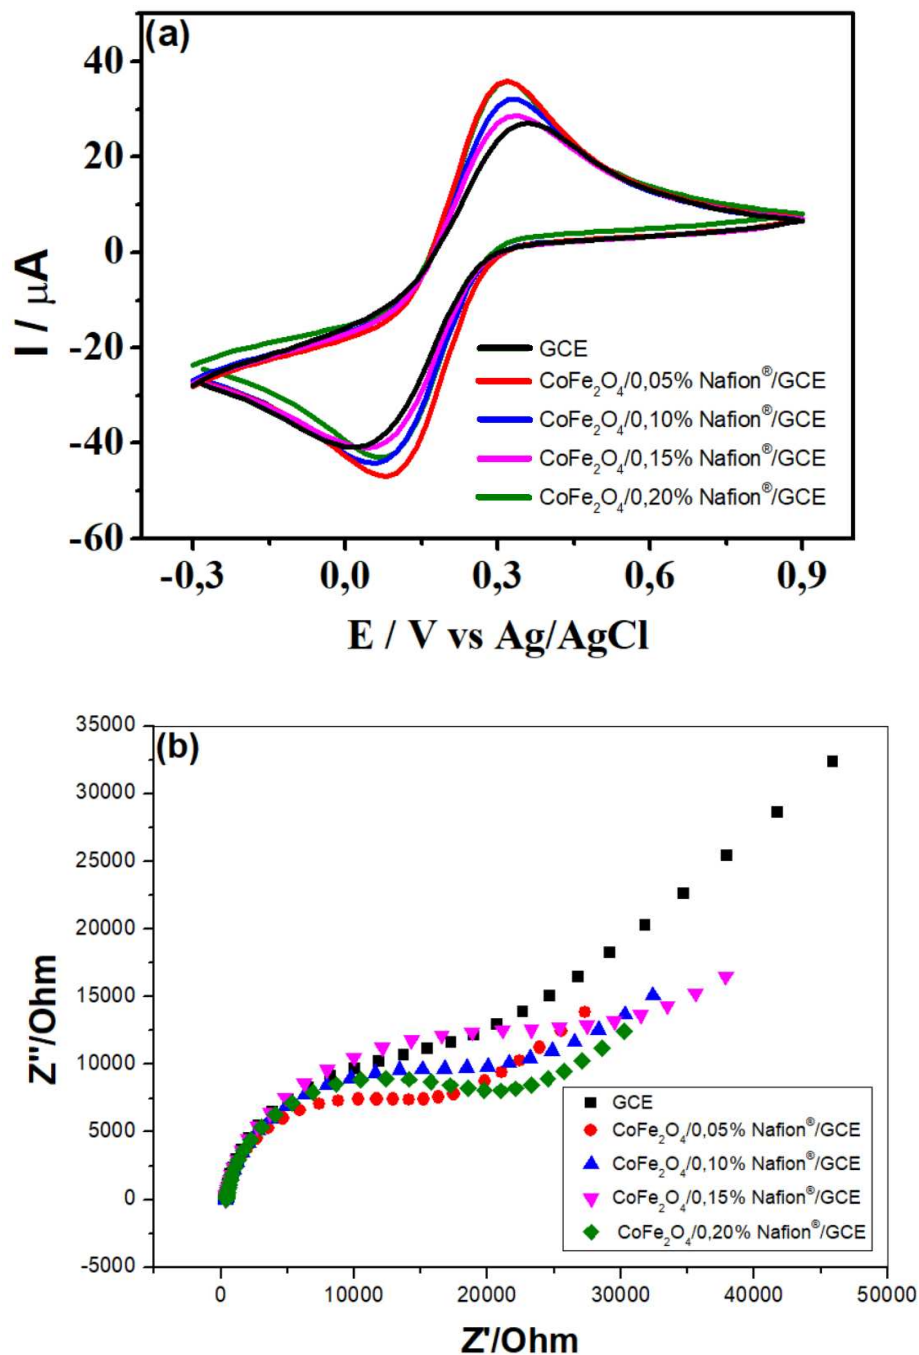 (a)
40
20
0
-20
-40
-60
I / μA
GCE
CoFe₂O₄/0,05% Nafion®/GCE
CoFe₂O₄/0,10% Nafion®/GCE
CoFe₂O₄/0,15% Nafion®/GCE
CoFe₂O₄/0,20% Nafion®/GCE
-0,3 0,0 0,3 0,6 0,9
E / V vs Ag/AgCl
(b)
35000
30000
25000
20000
15000
10000
5000
0
-5000
Z''/Ohm
GCE
CoFe₂O₄/0,05% Nafion®/GCE
CoFe₂O₄/0,10% Nafion®/GCE
CoFe₂O₄/0,15% Nafion®/GCE
CoFe₂O₄/0,20% Nafion®/GCE
0 10000 20000 30000 40000 50000
Z'/Ohm